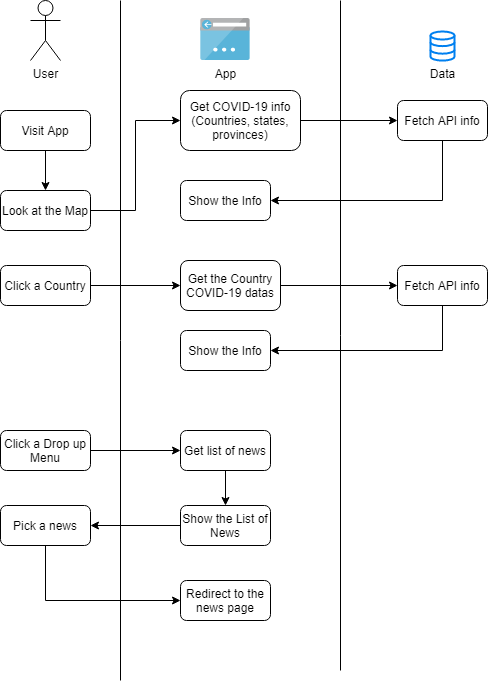 User
App
Data
Visit App
Get COVID-19 info
(Countries, states,
provinces)
Fetch API info
Look at the Map
Show the Info
Click a Country
Get the Country
COVID-19 datas
Fetch API info
Show the Info
Click a Drop up
Menu
Get list of news
Pick a news
Show the List of
News
Redirect to the
news page